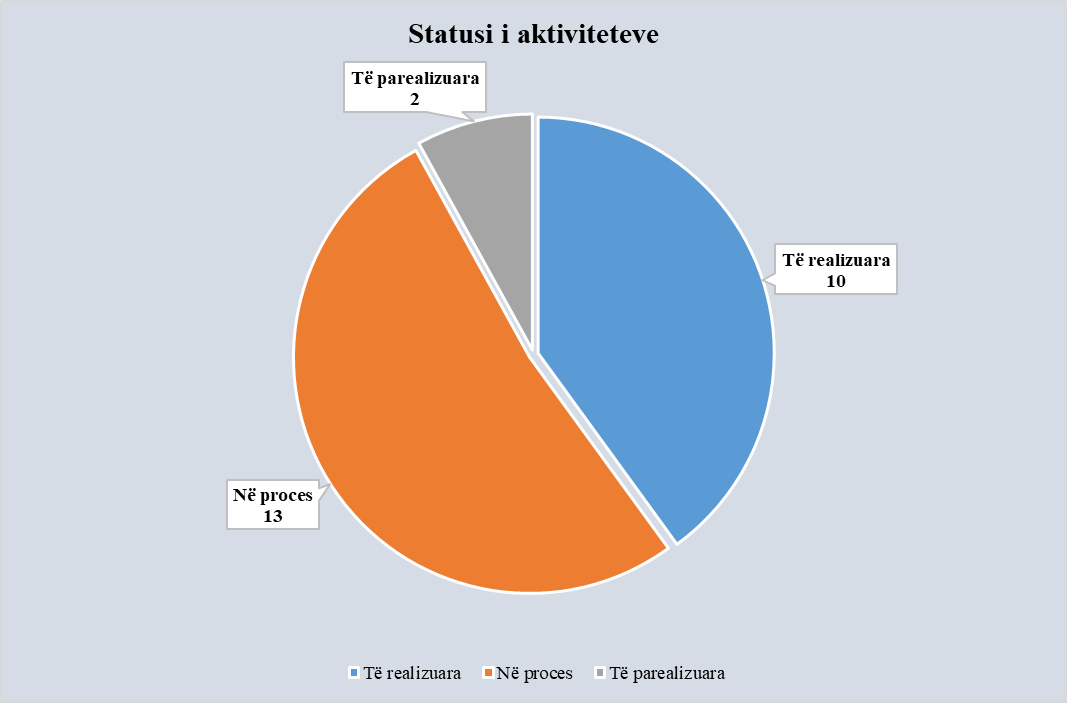 Statusi i aktiviteteve
Të parealizuara
2
Të realizuara
10
Në proces
13
Të realizuara
Në proces
Të parealizuara